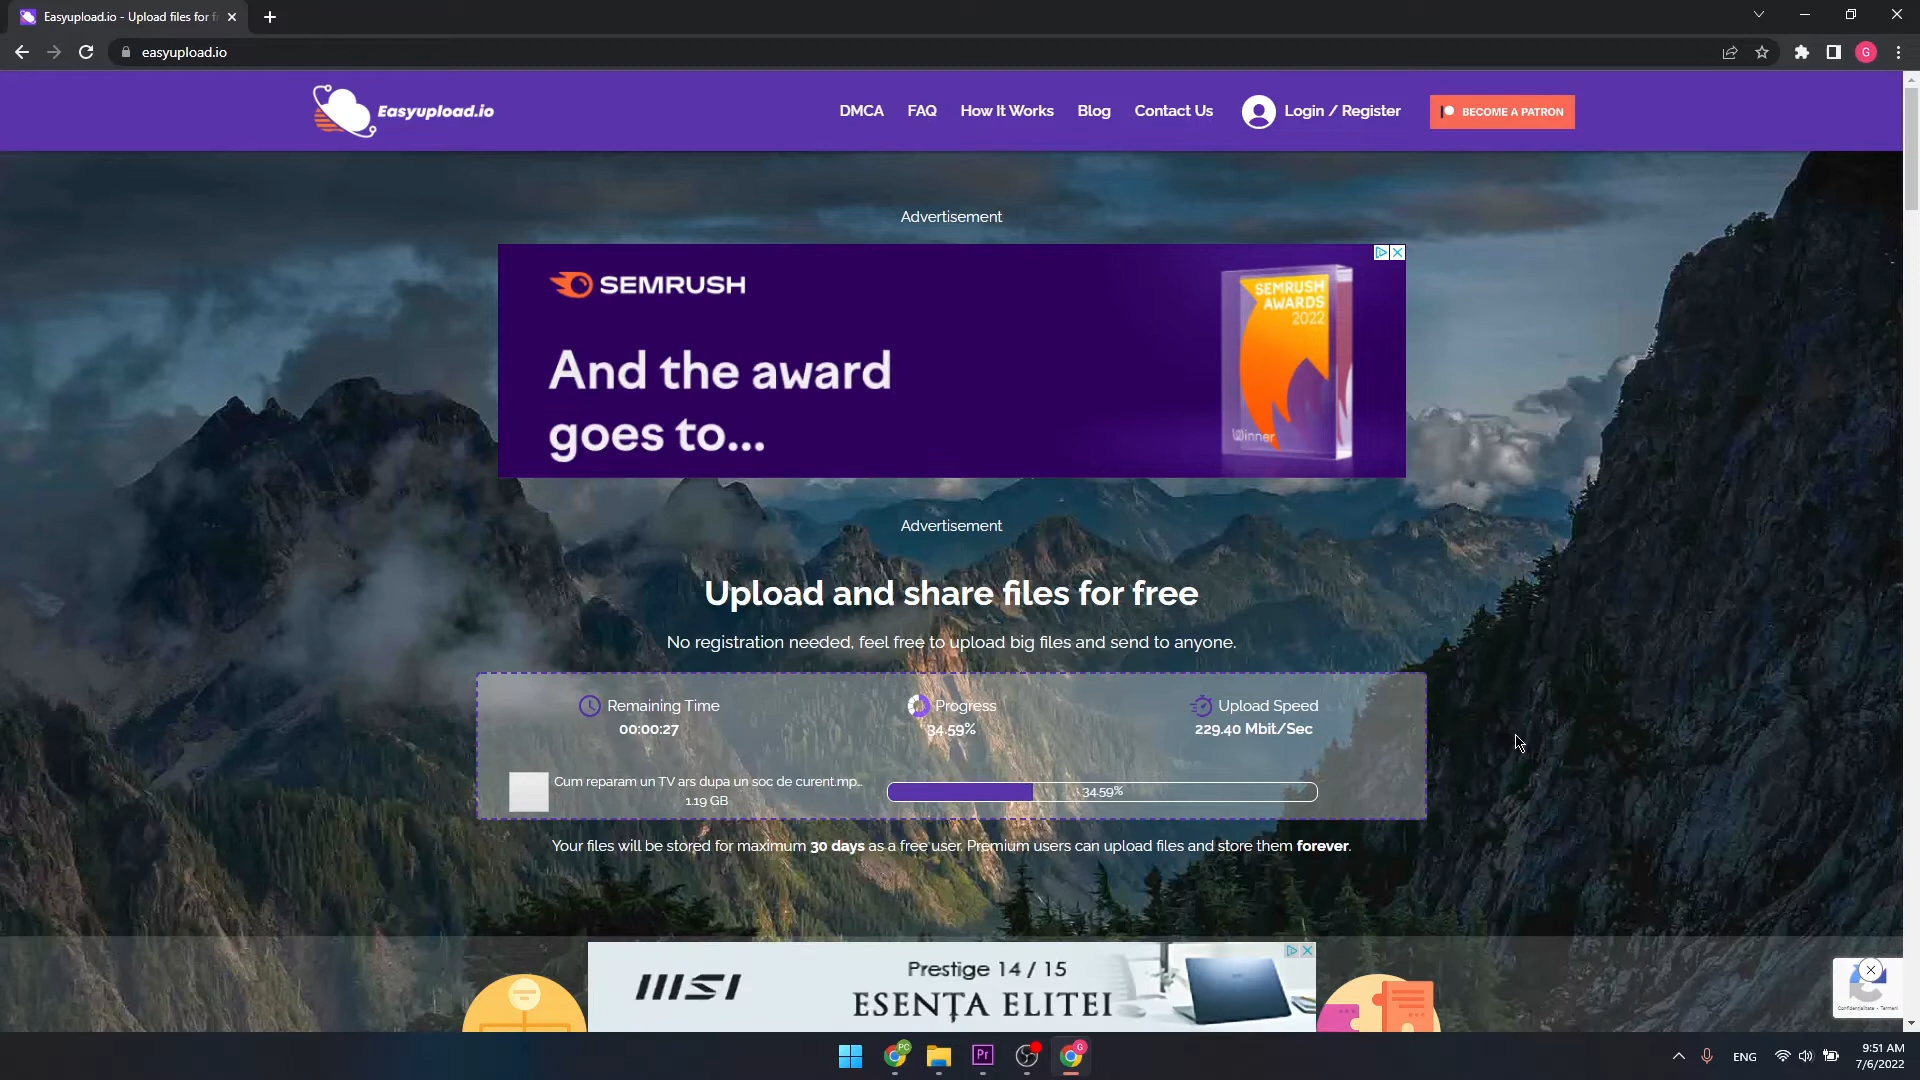 Easyupload.io - Upload files for fr
easyupload.io
G
Easyupload.io
DMCA
FAQ
How It Works
Blog
Contact Us
Login / Register
BECOME A PATRON
Advertisement
SEMRUSH
And the award
goes to...
SEMRUSH
AWARDS
2022
Winner
Advertisement
Upload and share files for free
No registration needed, feel free to upload big files and send to anyone.
Remaining Time
00:00:27
Progress
34.59%
Upload Speed
229.40 Mbit/Sec
Cum reparam un TV ars dupa un soc de curent.mp...
1.19 GB
34.59%
Your files will be stored for maximum 30 days as a free user. Premium users can upload files and store them forever.
msi
Prestige 14 / 15
ESENȚA ELITEI
Confidențialitate - Termeni
PC
Pr
G
ENG
9:51 AM
7/6/2022